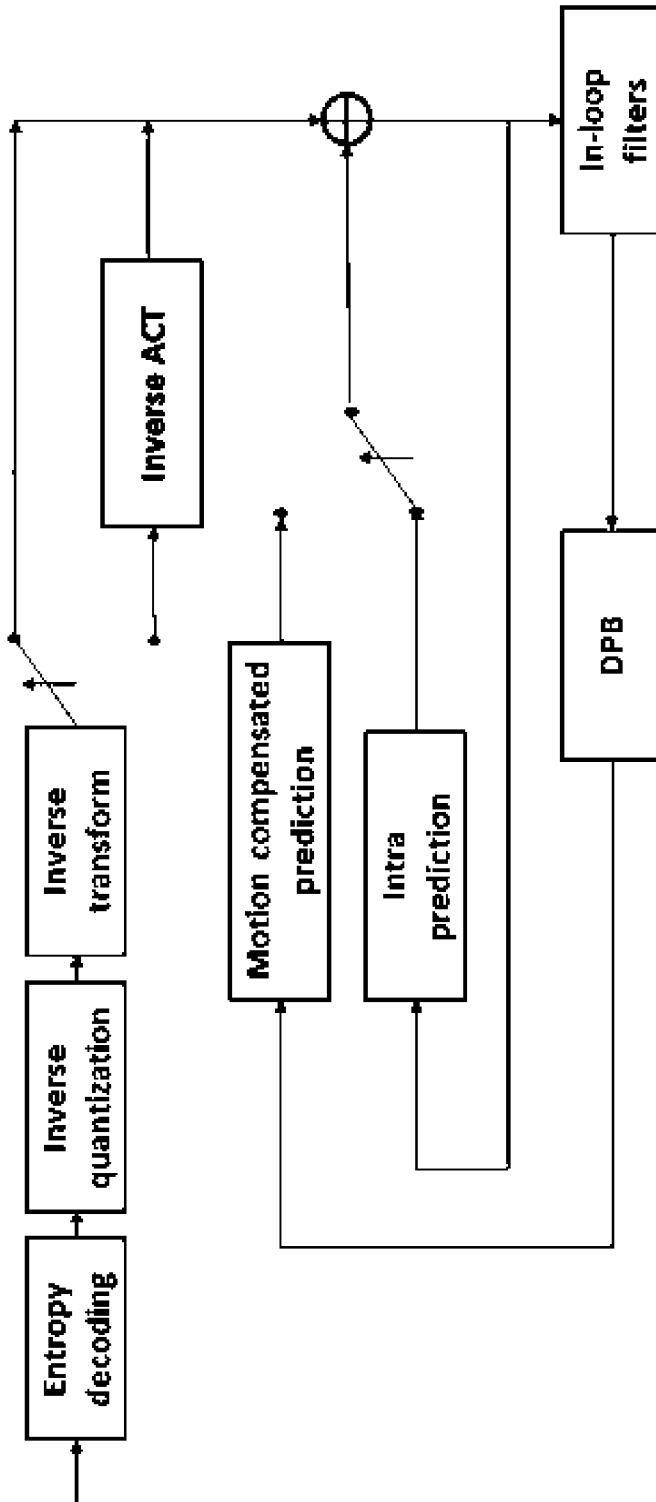 Entropy
decoding
Inverse
quantization
Inverse
transform
Inverse ACT
Motion compensated
prediction
Intra
prediction
DPB
In-loop
filters